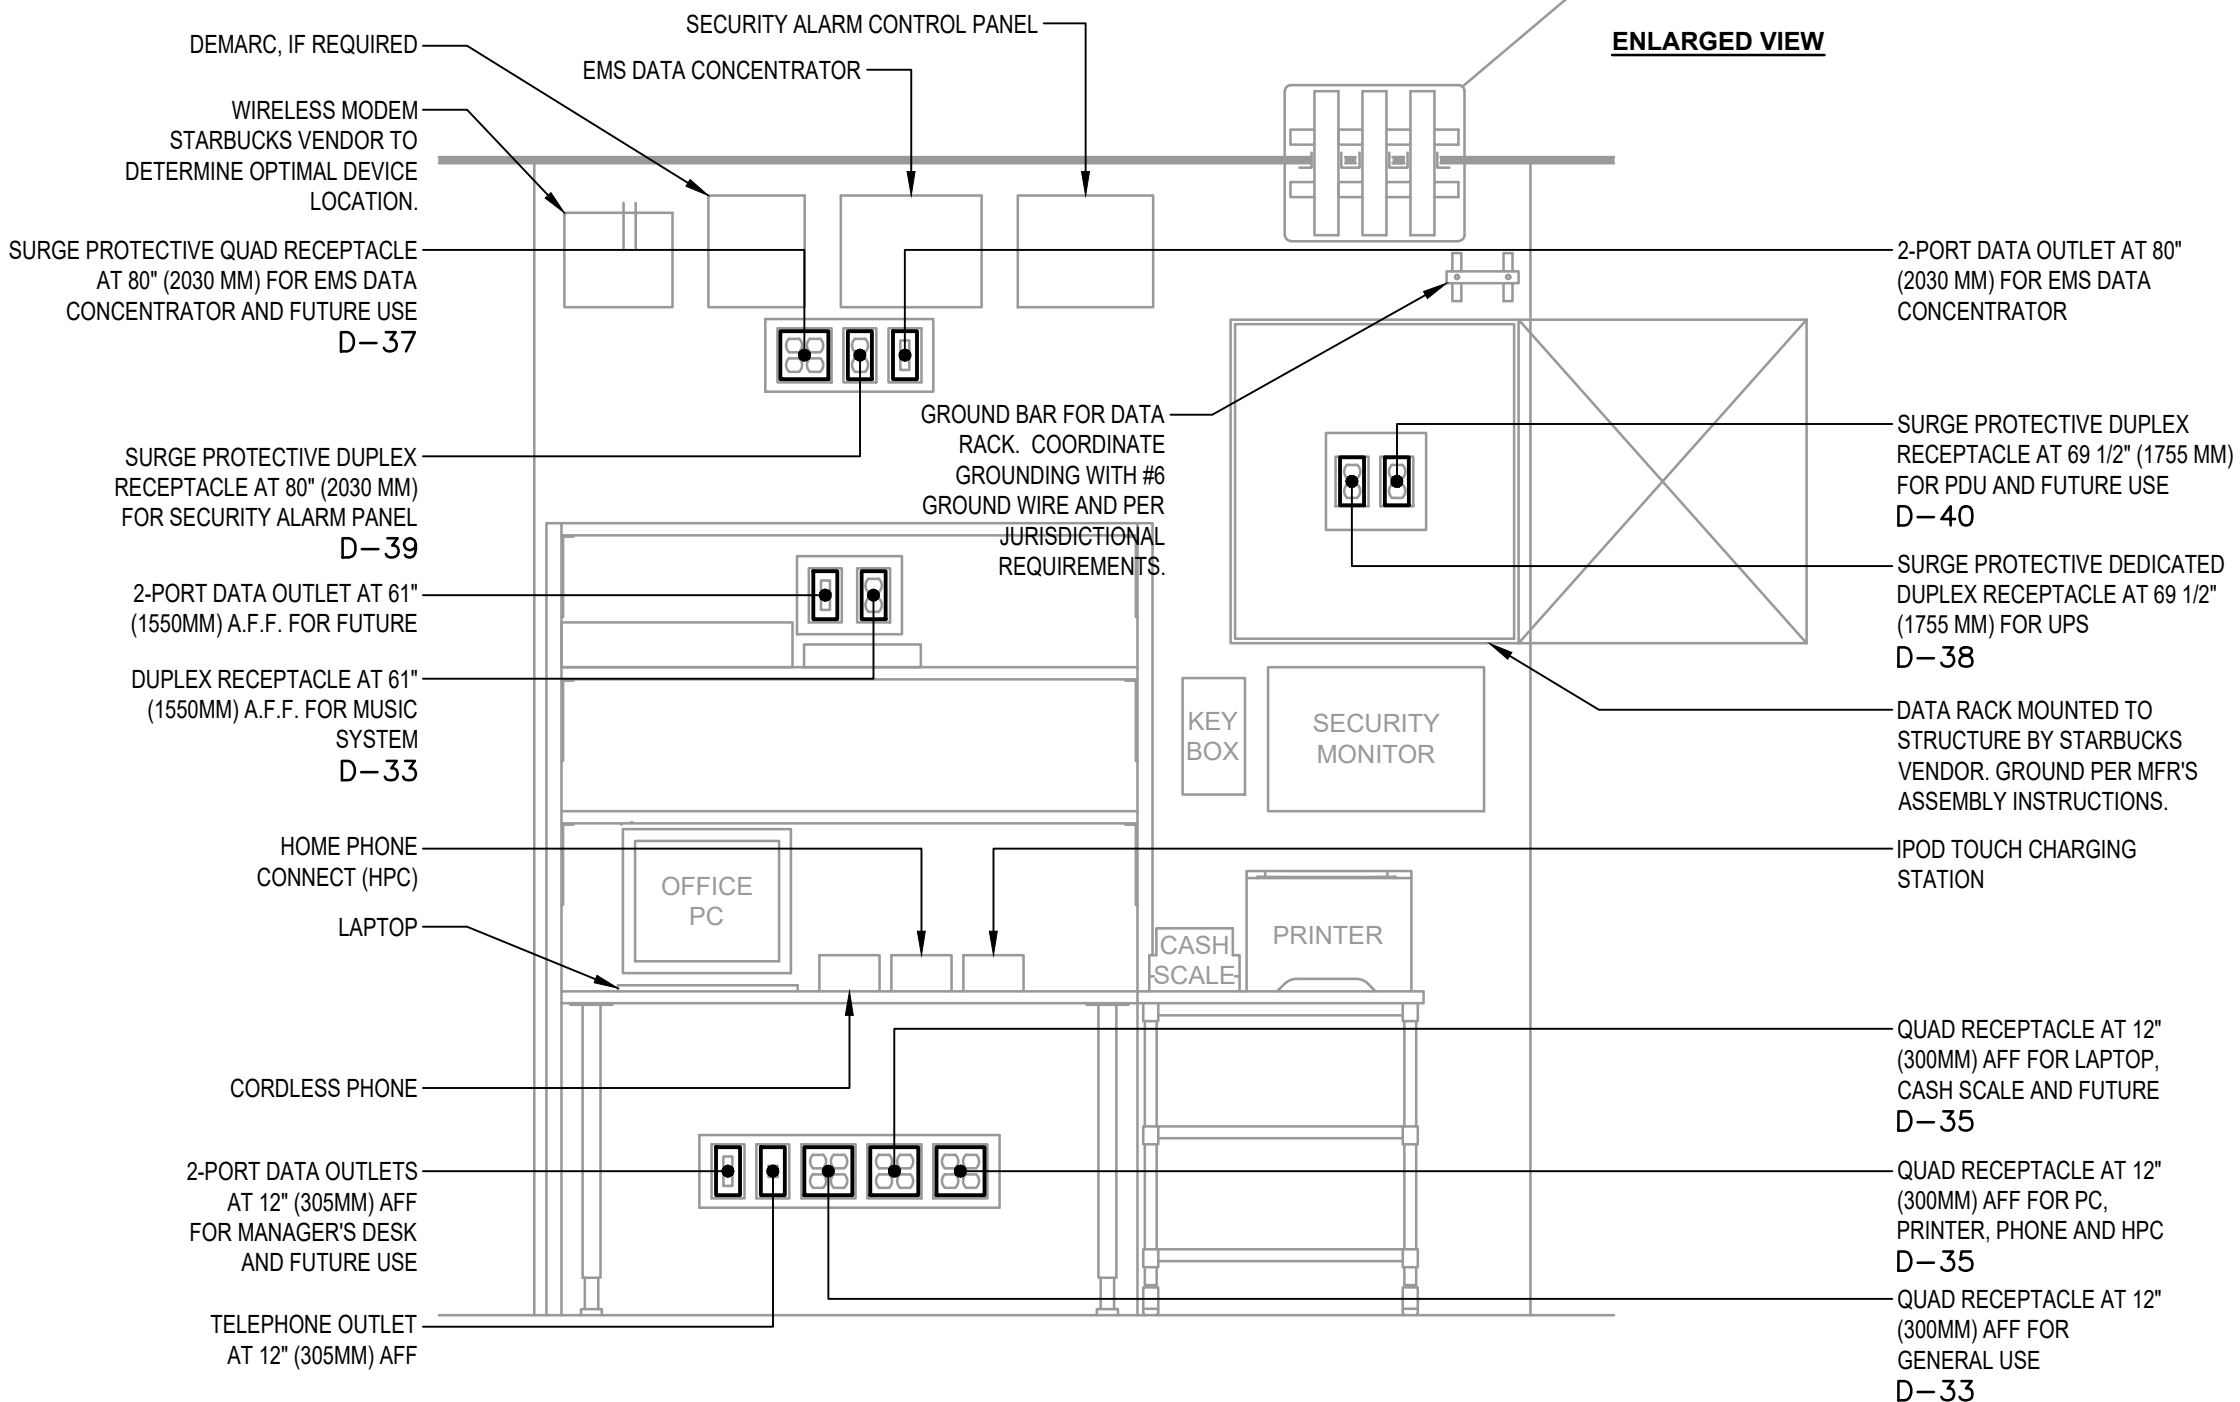 SECURITY ALARM CONTROL PANEL
ENLARGED VIEW
DEMARC, IF REQUIRED
EMS DATA CONCENTRATOR
WIRELESS MODEM
STARBUCKS VENDOR TO
DETERMINE OPTIMAL DEVICE
LOCATION.
SURGE PROTECTIVE QUAD RECEPTACLE
AT 80" (2030 MM) FOR EMS DATA
CONCENTRATOR AND FUTURE USE
D-37
SURGE PROTECTIVE DUPLEX
RECEPTACLE AT 80" (2030 MM)
FOR SECURITY ALARM PANEL
D-39
2-PORT DATA OUTLET AT 61"
(1550MM) A.F.F. FOR FUTURE
DUPLEX RECEPTACLE AT 61"
(1550MM) A.F.F. FOR MUSIC
SYSTEM
D-33
HOME PHONE
CONNECT (HPC)
LAPTOP
CORDLESS PHONE
2-PORT DATA OUTLETS
AT 12" (305MM) AFF
FOR MANAGER'S DESK
AND FUTURE USE
TELEPHONE OUTLET
AT 12" (305MM) AFF
GROUND BAR FOR DATA
RACK. COORDINATE
GROUNDING WITH #6
GROUND WIRE AND PER
JURISDICTIONAL
REQUIREMENTS.
KEY
BOX
SECURITY
MONITOR
OFFICE
PC
CASH
SCALE
PRINTER
2-PORT DATA OUTLET AT 80"
(2030 MM) FOR EMS DATA
CONCENTRATOR
SURGE PROTECTIVE DUPLEX
RECEPTACLE AT 69 1/2" (1755 MM)
FOR PDU AND FUTURE USE
D-40
SURGE PROTECTIVE DEDICATED
DUPLEX RECEPTACLE AT 69 1/2"
(1755 MM) FOR UPS
D-38
DATA RACK MOUNTED TO
STRUCTURE BY STARBUCKS
VENDOR. GROUND PER MFR'S
ASSEMBLY INSTRUCTIONS.
IPOD TOUCH CHARGING
STATION
QUAD RECEPTACLE AT 12"
(300MM) AFF FOR LAPTOP,
CASH SCALE AND FUTURE
D-35
QUAD RECEPTACLE AT 12"
(300MM) AFF FOR PC,
PRINTER, PHONE AND HPC
D-35
QUAD RECEPTACLE AT 12"
(300MM) AFF FOR
GENERAL USE
D-33